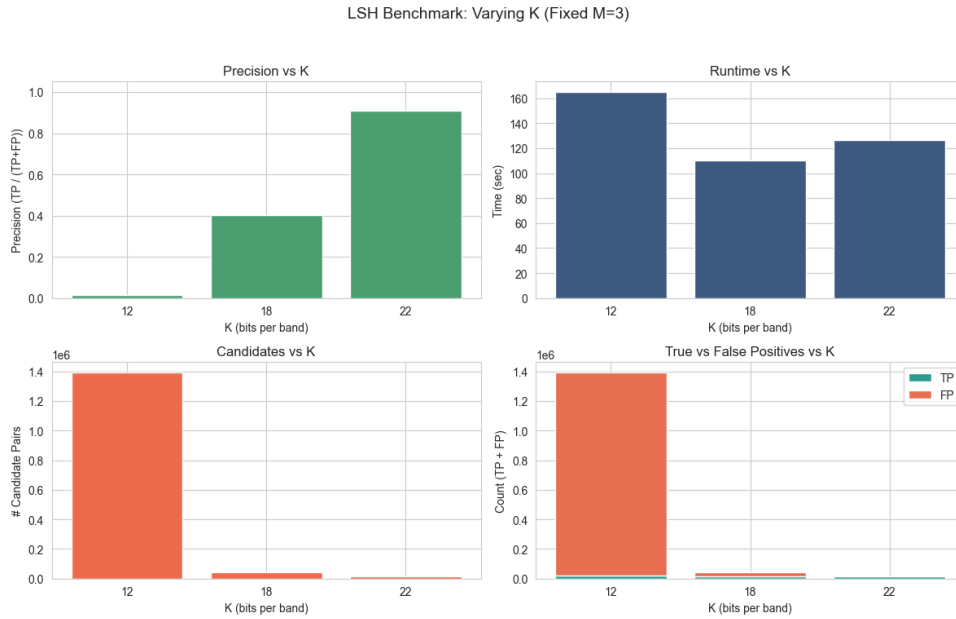 LSH Benchmark: Varying K (Fixed M=3)
Precision vs K
Precision (TP / (TP+FP))
1.0
0.8
0.6
0.4
0.2
0.0
12
18
22
K (bits per band)
Runtime vs K
Time (sec)
160
140
120
100
80
60
40
20
0
12
18
22
K (bits per band)
Candidates vs K
1e6
# Candidate Pairs
1.4
1.2
1.0
0.8
0.6
0.4
0.2
0.0
12
18
22
K (bits per band)
True vs False Positives vs K
1e6
Count (TP + FP)
1.4
1.2
1.0
0.8
0.6
0.4
0.2
0.0
12
18
22
K (bits per band)
TP
FP